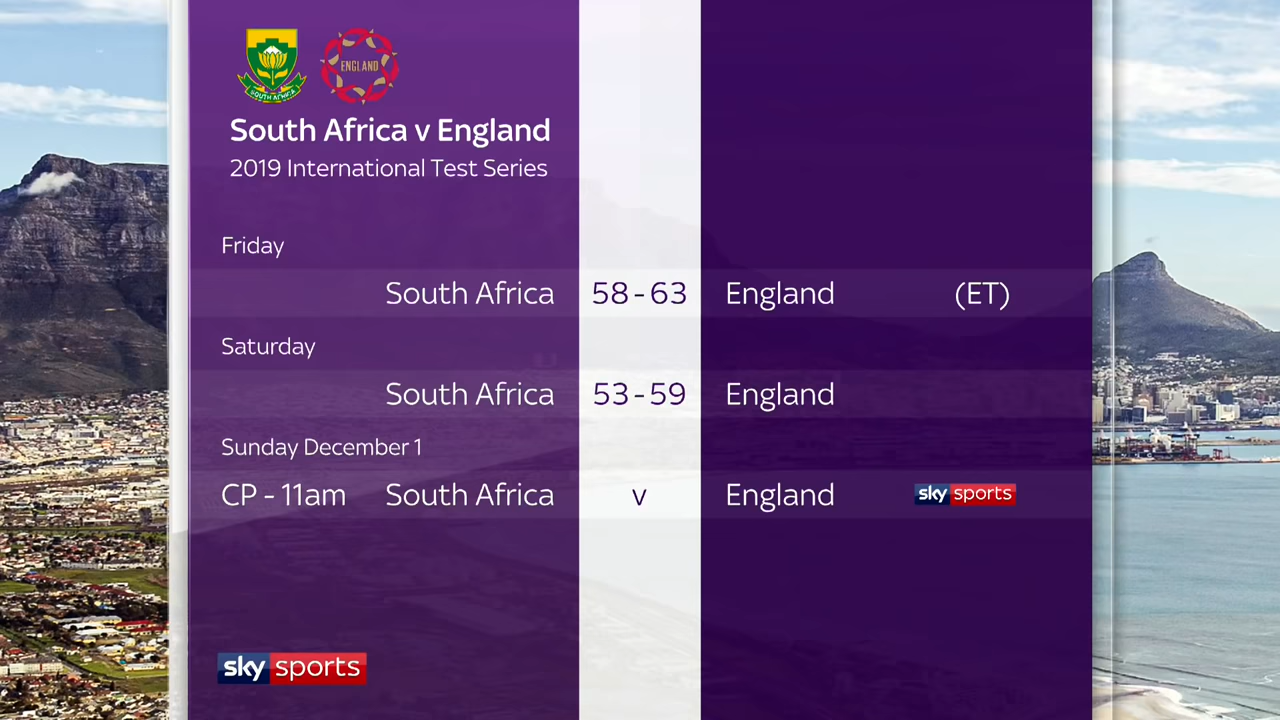 SOUTH AFRICA
ENGLAND
South Africa v England
2019 International Test Series
Friday
South Africa 58-63 England (ET)
Saturday
South Africa 53-59 England
Sunday December 1
CP - 11am South Africa v England sky sports
sky sports